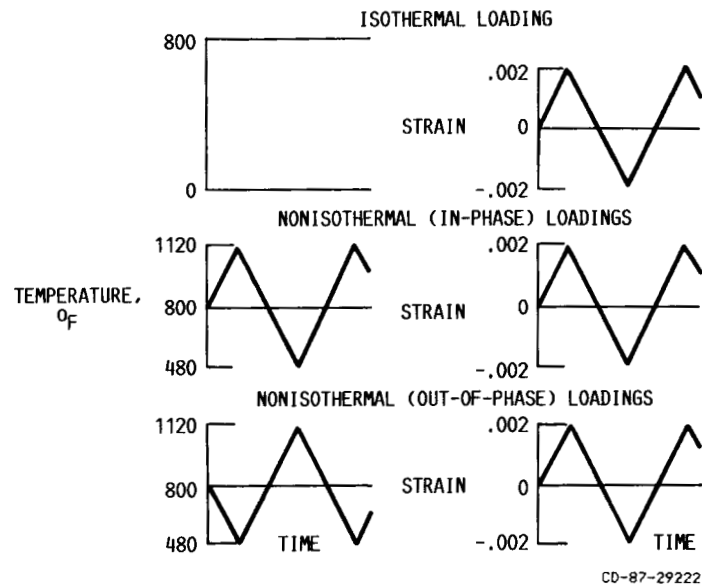 ISOTHERMAL LOADING
800
0
STRAIN
.002
0
-.002
NONISOTHERMAL (IN-PHASE) LOADINGS
TEMPERATURE,
OF
1120
800
480
STRAIN
.002
0
-.002
NONISOTHERMAL (OUT-OF-PHASE) LOADINGS
1120
800
480
TIME
STRAIN
.002
0
-.002
TIME
CD-87-29222